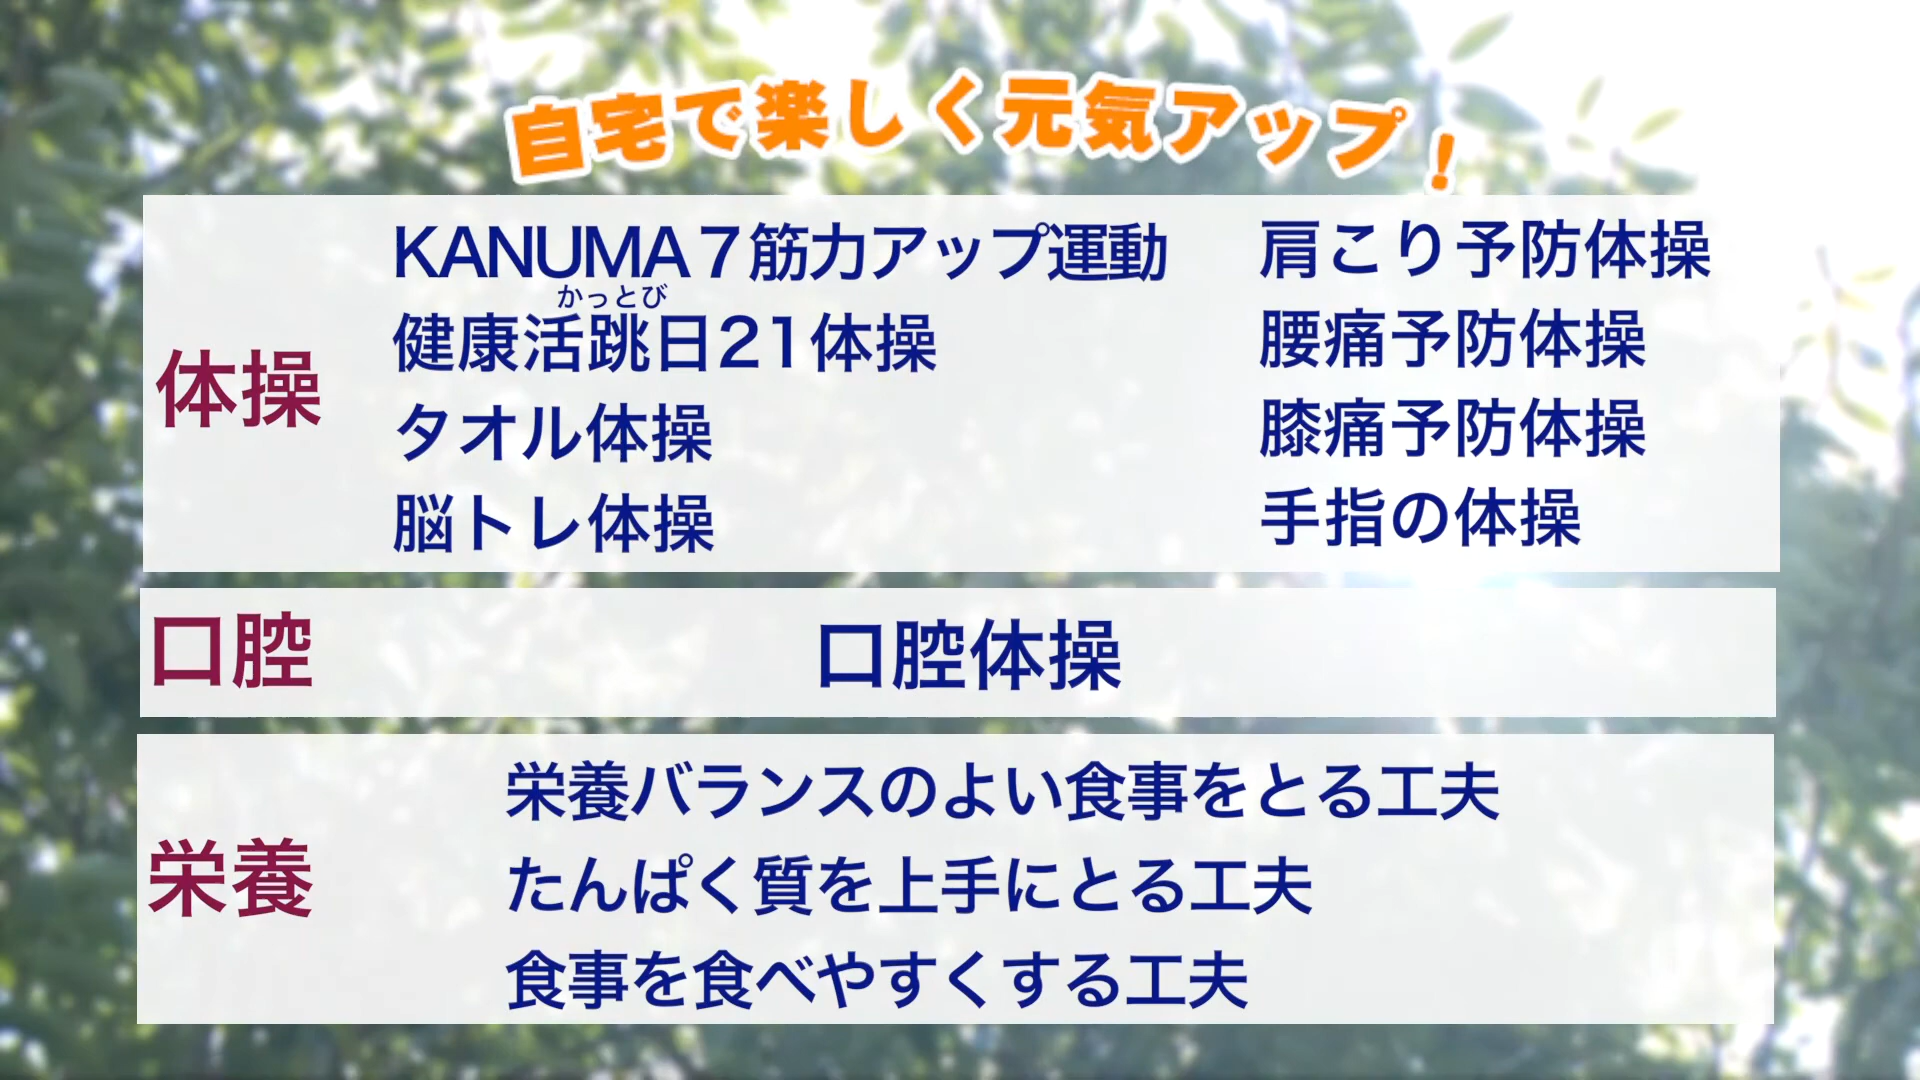 自宅で楽しく元気アップ!
体操
KANUMA7筋力アップ運動
かっとび
健康活跳日21体操
タオル体操
脳トレ体操
肩こり予防体操
腰痛予防体操
膝痛予防体操
手指の体操
口腔
口腔体操
栄養
栄養バランスのよい食事をとる工夫
たんぱく質を上手にとる工夫
食事を食べやすくする工夫